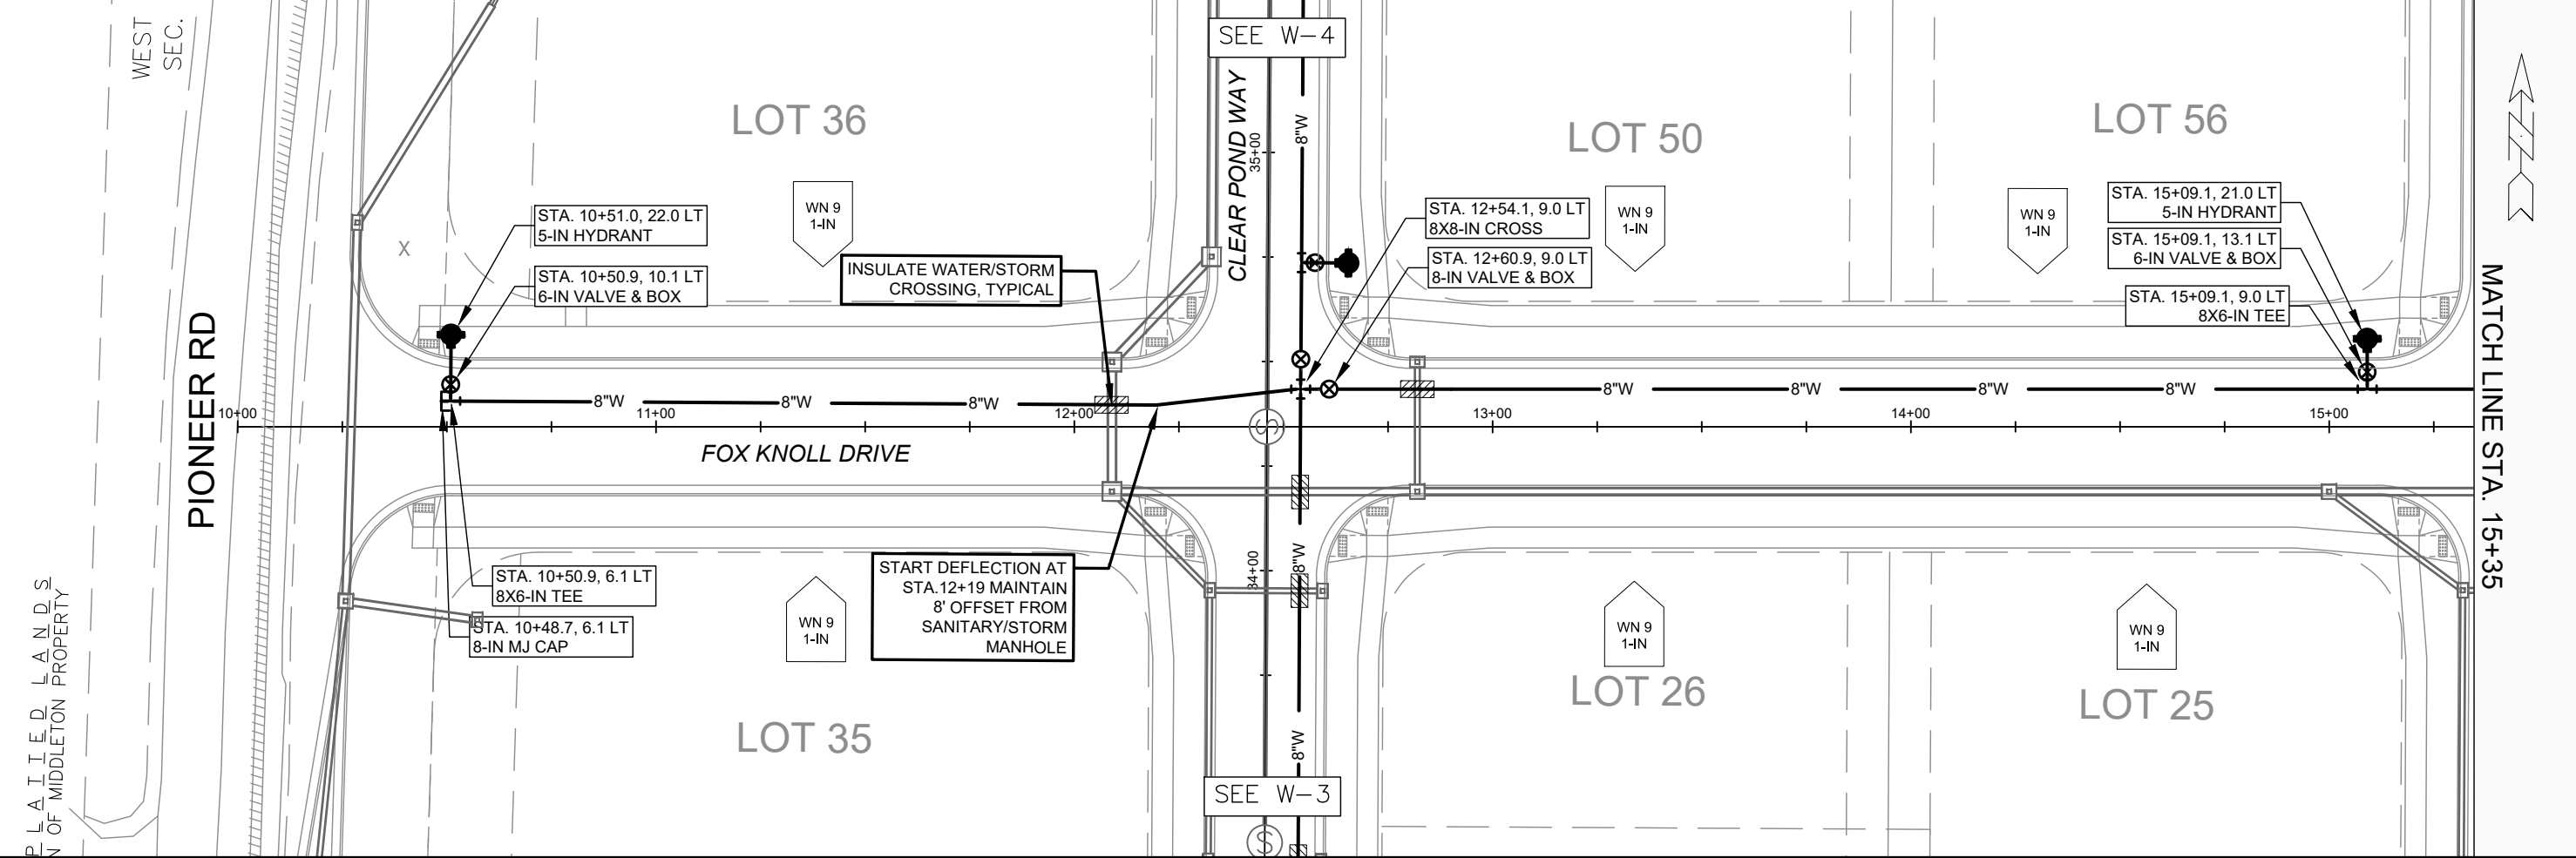 WEST
SEC.
SEE W-4
LOT 36
LOT 50
LOT 56
CLEAR POND WAY
35+00
8"W
WN 9
1-IN
STA. 10+51.0, 22.0 LT
5-IN HYDRANT
STA. 10+50.9, 10.1 LT
6-IN VALVE & BOX
INSULATE WATER/STORM
CROSSING, TYPICAL
STA. 12+54.1, 9.0 LT
8X8-IN CROSS
STA. 12+60.9, 9.0 LT
8-IN VALVE & BOX
WN 9
1-IN
WN 9
1-IN
STA. 15+09.1, 21.0 LT
5-IN HYDRANT
STA. 15+09.1, 13.1 LT
6-IN VALVE & BOX
STA. 15+09.1, 9.0 LT
8X6-IN TEE
X
PIONEER RD
MATCH LINE STA. 15+35
8"W
8"W
8"W
8"W
8"W
8"W
8"W
10+00
11+00
12+00
13+00
14+00
15+00
S
FOX KNOLL DRIVE
STA. 10+50.9, 6.1 LT
8X6-IN TEE
STA. 10+48.7, 6.1 LT
8-IN MJ CAP
WN 9
1-IN
START DEFLECTION AT
STA.12+19 MAINTAIN
8' OFFSET FROM
SANITARY/STORM
MANHOLE
34+00
8"W
WN 9
1-IN
WN 9
1-IN
LOT 35
LOT 26
LOT 25
8"W
SEE W-3
S
PLATTED LANDS
N OF MIDDLETON PROPERTY